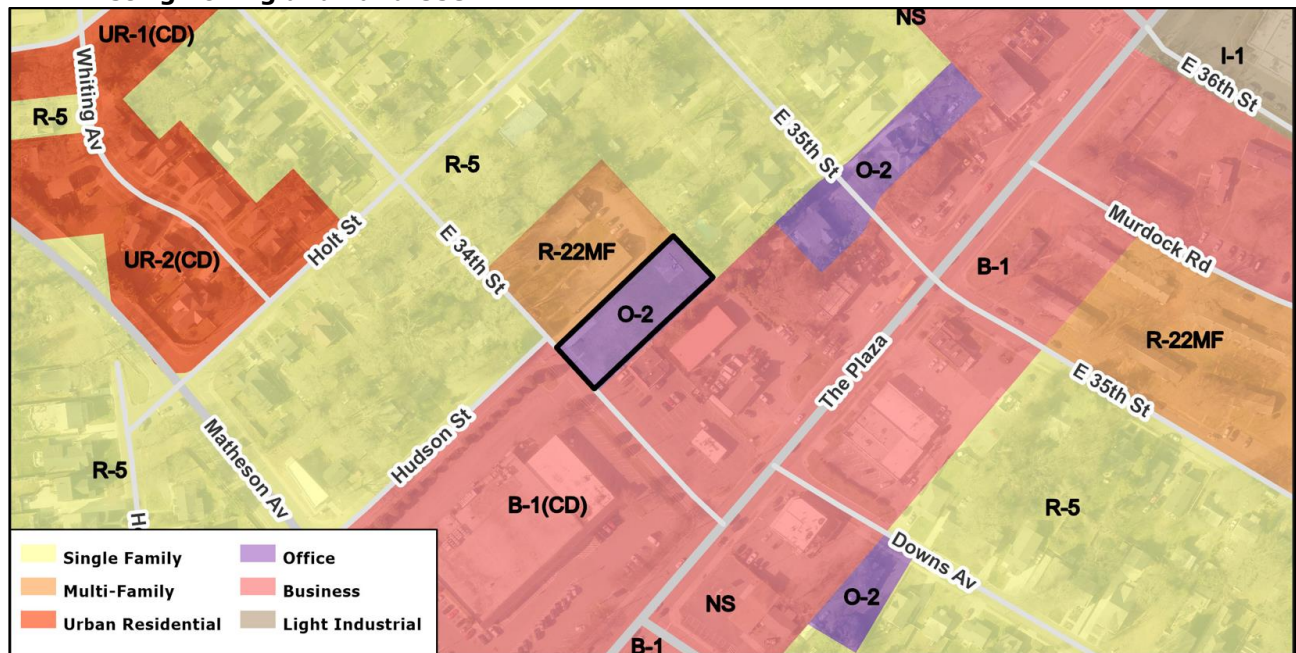 UR-1(CD)
NS
I-1
E 36th St
Whiting Av
R-5
R-5
E 35th St
O-2
Murdock Rd
Holt St
E 34th St
R-22MF
UR-2(CD)
B-1
O-2
R-22MF
The Plaza
E 35th St
Matheson Av
Hudson St
R-5
B-1(CD)
R-5
Downs Av
NS
O-2
B-1
Single Family
Office
Multi-Family
Business
Urban Residential
Light Industrial